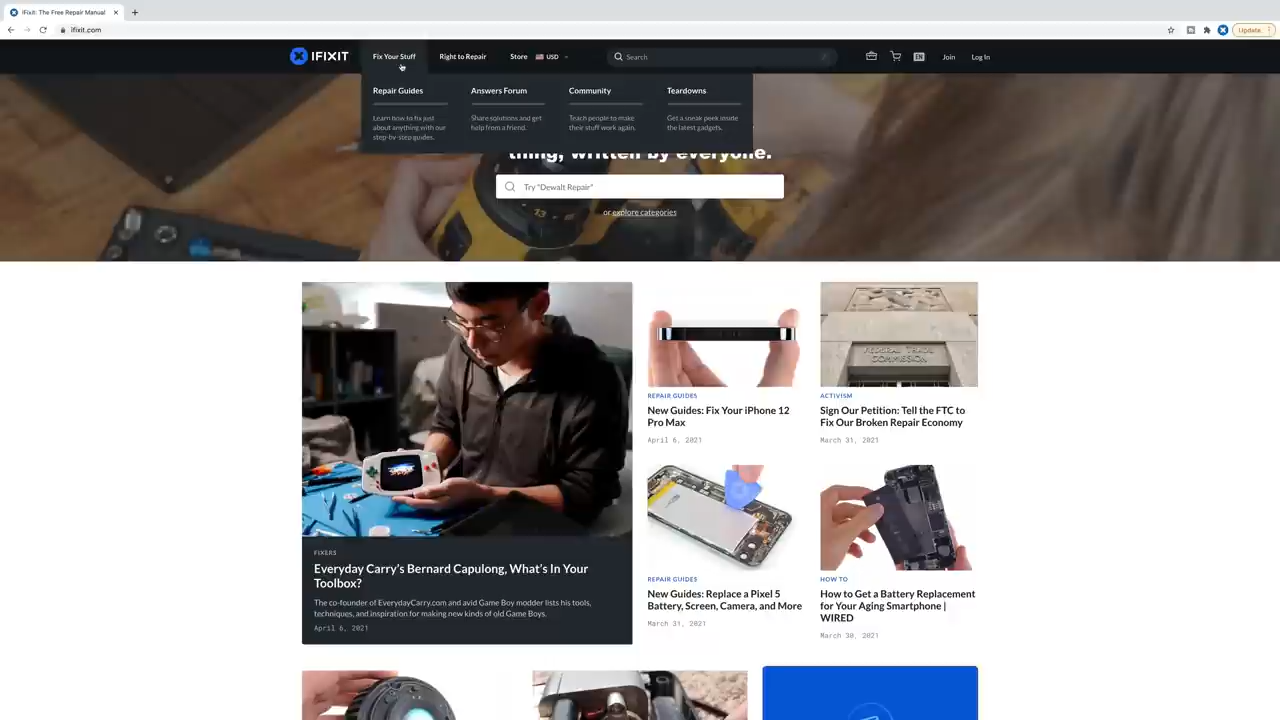 iFixit: The Free Repair Manual
ifixit.com
Update
IFIXIT
Fix Your Stuff
Right to Repair
Store
USD
Search
EN
Join
Log In
Repair Guides
Learn how to fix just
about anything with our
step-by-step guides.
Answers Forum
Share solutions and get
help from a friend.
Community
Teach people to make
their stuff work again.
Teardowns
Get a sneak peek inside
the latest gadgets.
thing, written by everyone.
Try "Dewalt Repair"
or explore categories
13
FIXERS
Everyday Carry's Bernard Capulong, What's In Your
Toolbox?
The co-founder of EverydayCarry.com and avid Game Boy modder lists his tools,
techniques, and inspiration for making new kinds of old Game Boys.
April 6, 2021
REPAIR GUIDES
New Guides: Fix Your iPhone 12
Pro Max
April 6, 2021
FEDERAL TRADE
COMMISSION
ACTIVISM
Sign Our Petition: Tell the FTC to
Fix Our Broken Repair Economy
March 31, 2021
REPAIR GUIDES
New Guides: Replace a Pixel 5
Battery, Screen, Camera, and More
March 31, 2021
HOW TO
How to Get a Battery Replacement
for Your Aging Smartphone |
WIRED
March 30, 2021